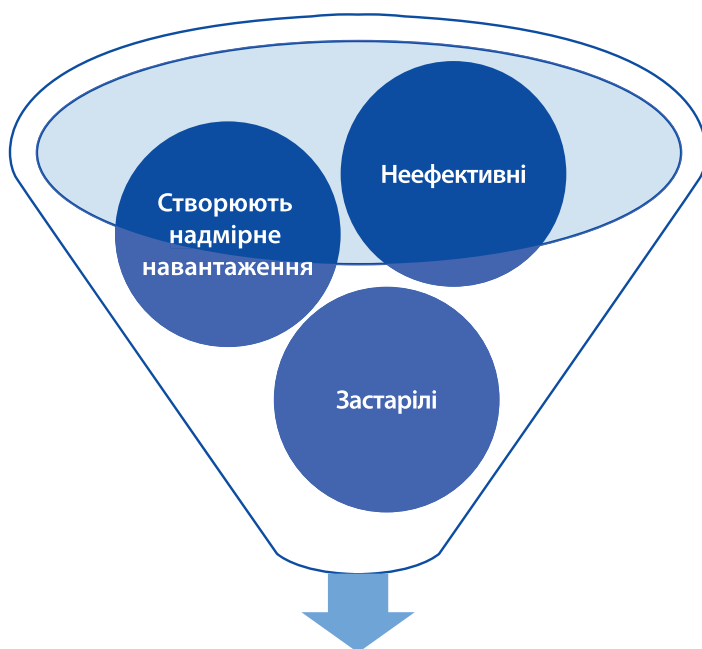 Неефективні
Створюють
надмірне
навантаження
Застарілі